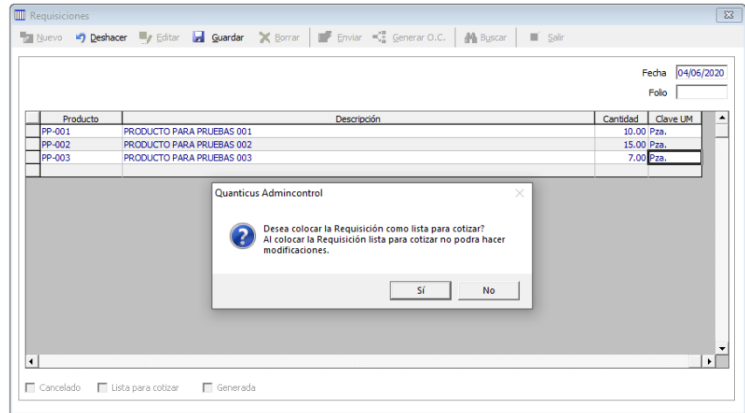 Requisiciones
Nuevo Deshacer Editar Guardar Borrar Enviar Generar O.C. Buscar Salir
Fecha 04/06/2020
Folio
Producto Descripción Cantidad Clave UM
PP-001 PRODUCTO PARA PRUEBAS 001 10.00 Pza.
PP-002 PRODUCTO PARA PRUEBAS 002 15.00 Pza.
PP-003 PRODUCTO PARA PRUEBAS 003 7.00 Pza.
Quanticus Admincontrol
Desea colocar la Requisición como lista para cotizar?
Al colocar la Requisición lista para cotizar no podra hacer
modificaciones.
Sí No
Cancelado Lista para cotizar Generada